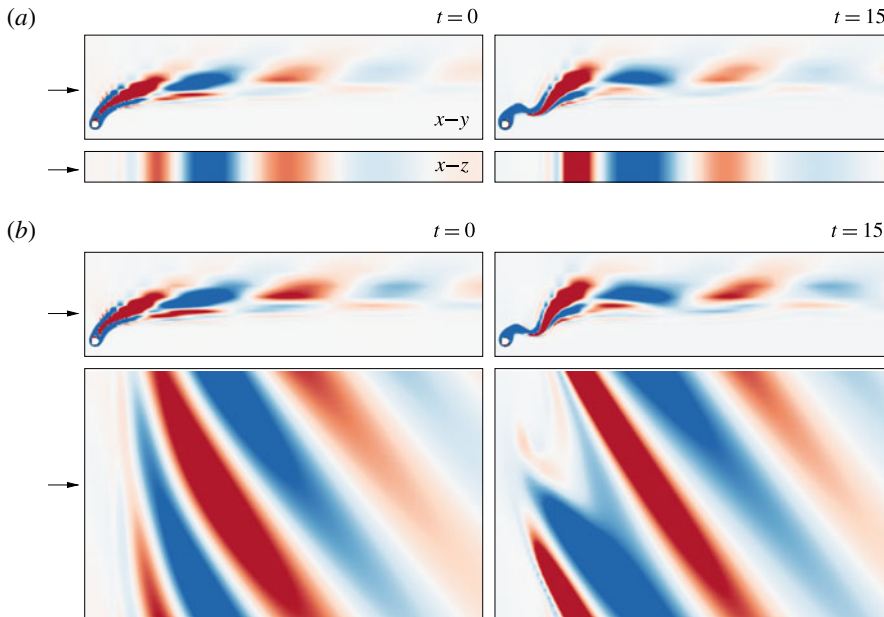 (a) t = 0 t = 15
x–y
x–z
(b) t = 0 t = 15